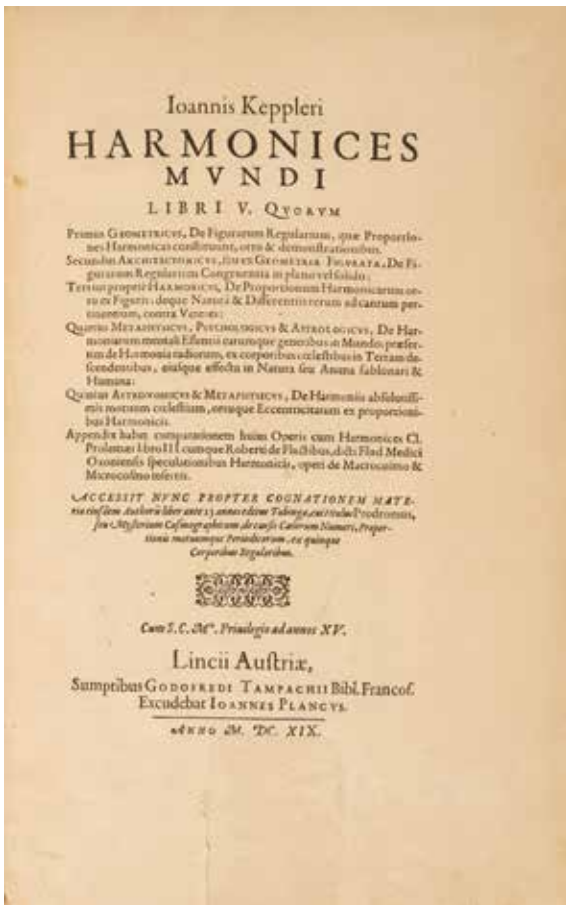 Ioannis Keppleri
HARMONICES
MVNDI
LIBRI V. QVORVM
Primus GEOMETRICVS, De Figurarum Regularium, quæ Proportio-
nes Harmonicas constituunt, ortu & demonstrationibus.
Secundus ARCHITECTONICVS, seu ex GEOMETRIA FIGVRATA, De Fi-
gurarum Regularium Congruentia in plano vel solido:
Tertius proprie HARMONICVS, De Proportionum Harmonicarum or-
tu ex Figuris; deque Naturâ & Differentiis rerum ad cantum per-
tinentium, contra Veteres:
Quartus METAPHYSICVS, PSYCHOLOGICVS & ASTROLOGICVS, De Har-
moniarum mentali Essentiâ earumque generibus in Mundo; præser-
tim de Harmonia radiorum, ex corporibus cœlestibus in Terram de-
scendentibus, eiusque effectu in Natura seu Anima sublunari &
Humana:
Quintus ASTRONOMICVS & METAPHYSICVS, De Harmoniis absolutissi-
mis motuum cœlestium, ortuque Eccentricitatum ex proportioni-
bus Harmonicis.
Appendix habet comparationem huius Operis cum Harmonices Cl.
Ptolemæi libro III. cumque Roberti de Fluctibus, dicti Flud Medici
Oxoniensis speculationibus Harmonicis, operi de Macrocosmo &
Microcosmo insertis.
ACCESSIT NVNC PROPTER COGNATIONEM MATE-
ria eiusdem Authoris liber ante 23 annos editus Tubinga, cui titulus Prodromus,
seu Mysterium Cosmographicum, de causis Cœlorum Numeri, Propor-
tionis motuumque Periodicorum, ex quinque
Corporibus Regularibus.
Cum S. C. Mᵗⁱˢ. Privilegio ad annos XV.
Lincii Austriæ,
Sumptibus GODOFREDI TAMPACHII Bibl. Francof.
Excudebat IOANNES PLANCVS.
ANNO M. DC. XIX.